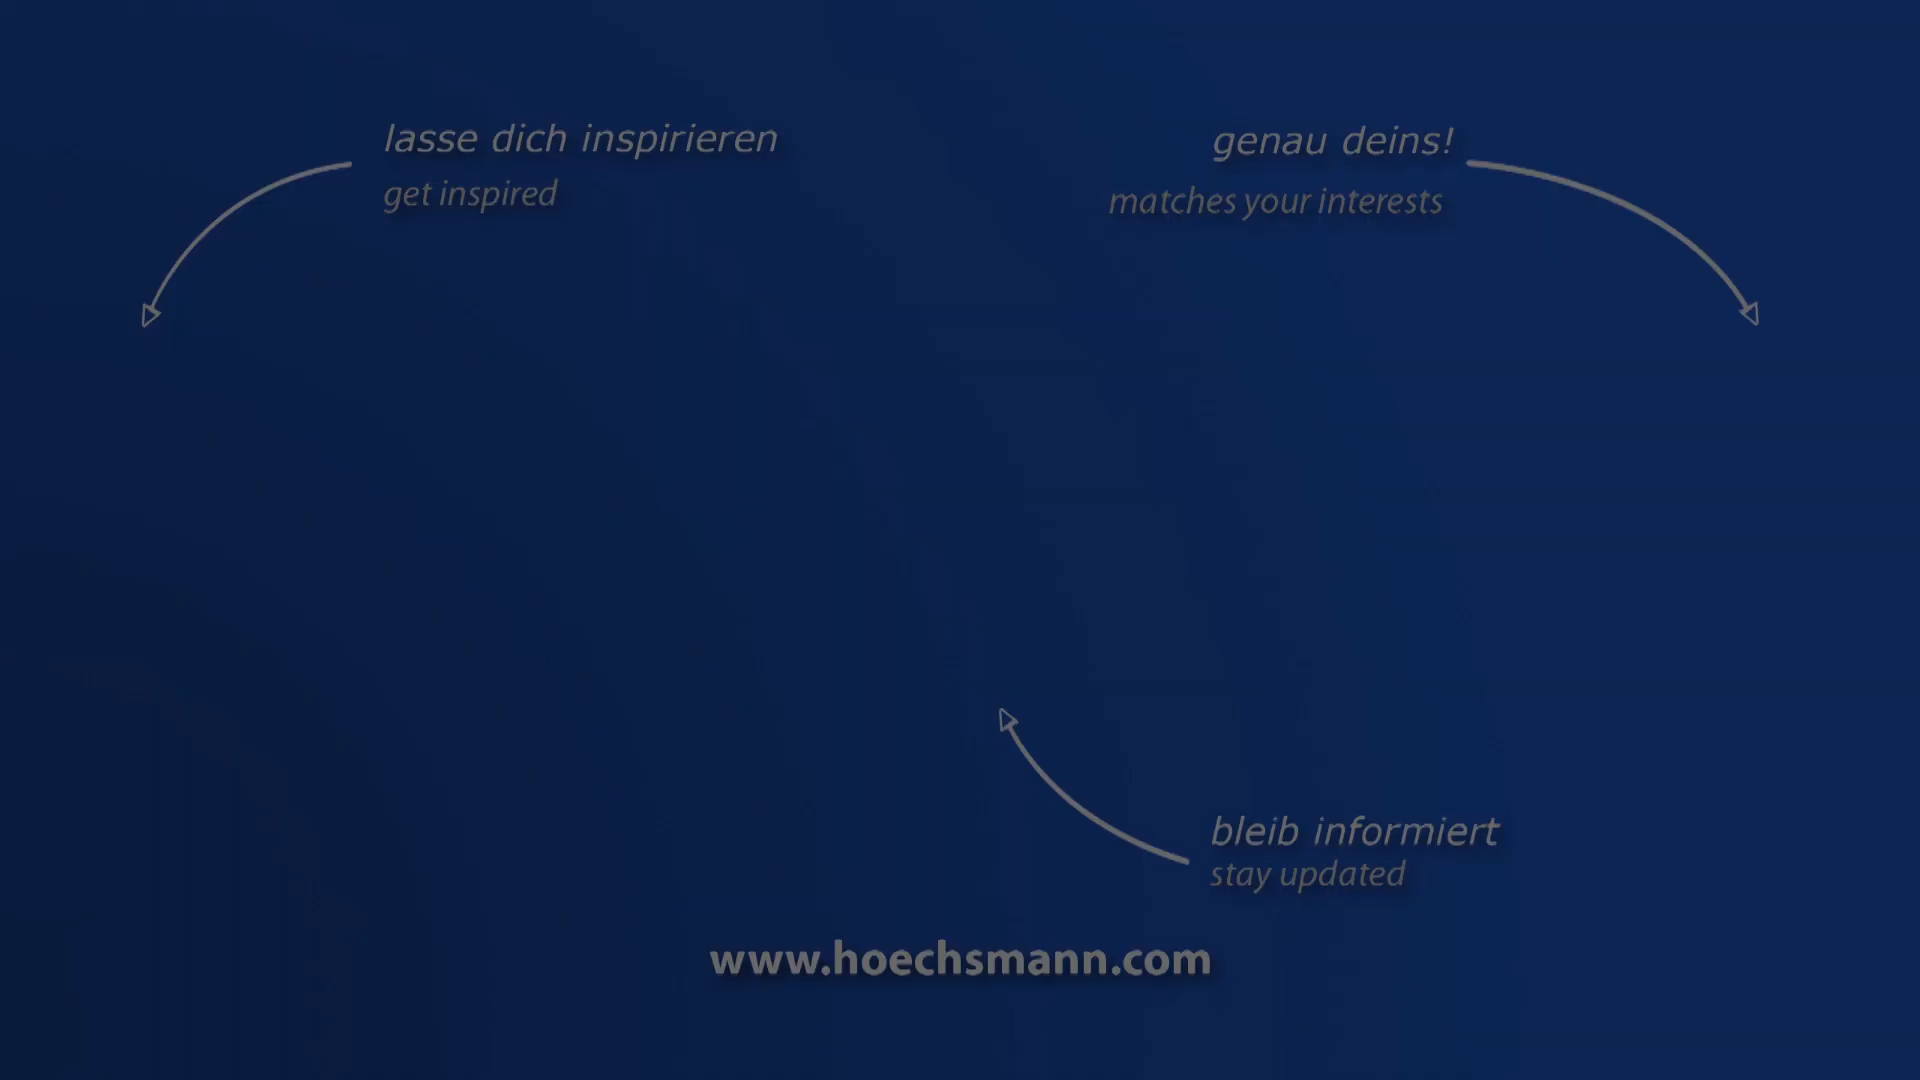 lasse dich inspirieren
get inspired
genau deins!
matches your interests
bleib informiert
stay updated
www.hoechsmann.com